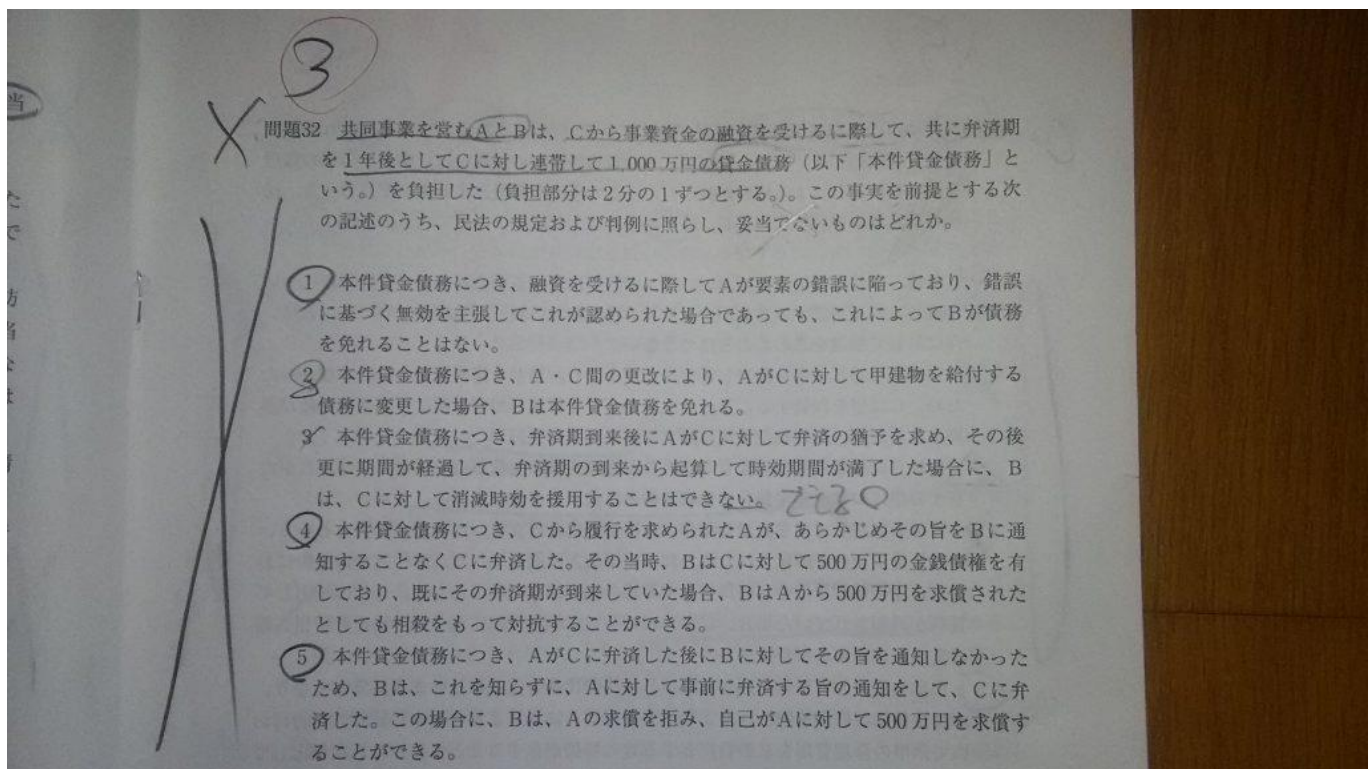 3
当
問題32 共同事業を営むAとBは、Cから事業資金の融資を受けるに際して、共に弁済期
を1年後としてCに対し連帯して1,000万円の貸金債務（以下「本件貸金債務」と
いう。）を負担した（負担部分は2分の1ずつとする。）。この事実を前提とする次
の記述のうち、民法の規定および判例に照らし、妥当でないものはどれか。
1 本件貸金債務につき、融資を受けるに際してAが要素の錯誤に陥っており、錯誤
に基づく無効を主張してこれが認められた場合であっても、これによってBが債務
を免れることはない。
2 本件貸金債務につき、A・C間の更改により、AがCに対して甲建物を給付する
債務に変更した場合、Bは本件貸金債務を免れる。
3 本件貸金債務につき、弁済期到来後にAがCに対して弁済の猶予を求め、その後
更に期間が経過して、弁済期の到来から起算して時効期間が満了した場合に、B
は、Cに対して消滅時効を援用することはできない。 できる○
4 本件貸金債務につき、Cから履行を求められたAが、あらかじめその旨をBに通
知することなくCに弁済した。その当時、BはCに対して500万円の金銭債権を有
しており、既にその弁済期が到来していた場合、BはAから500万円を求償された
としても相殺をもって対抗することができる。
5 本件貸金債務につき、AがCに弁済した後にBに対してその旨を通知しなかった
ため、Bは、これを知らずに、Aに対して事前に弁済する旨の通知をして、Cに弁
済した。この場合に、Bは、Aの求償を拒み、自己がAに対して500万円を求償す
ることができる。